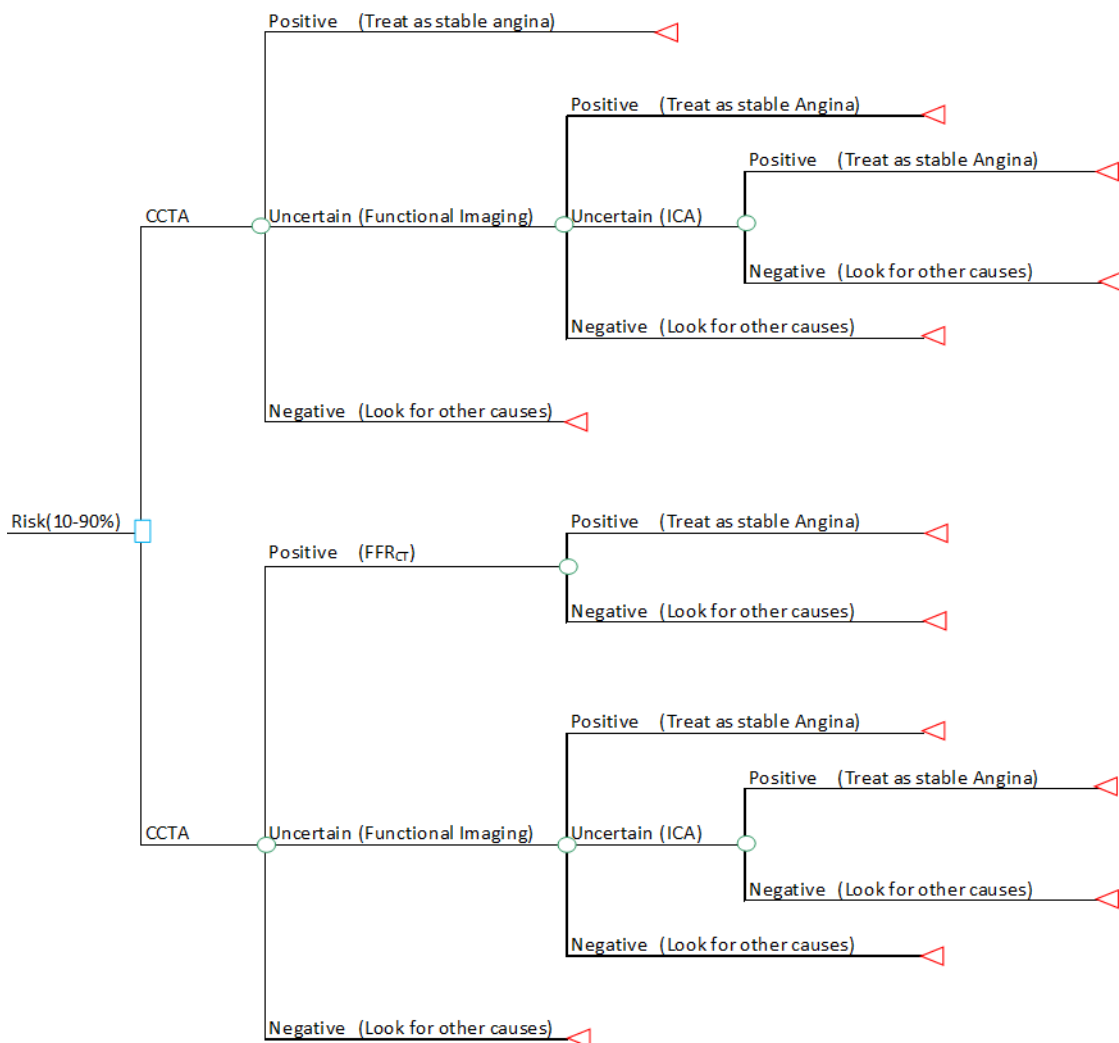 Positive (Treat as stable angina)
Positive (Treat as stable Angina)
Positive (Treat as stable Angina)
CCTA
Uncertain (Functional Imaging)
Uncertain (ICA)
Negative (Look for other causes)
Negative (Look for other causes)
Negative (Look for other causes)
Risk(10-90%)
Positive (Treat as stable Angina)
Positive (FFRCT)
Negative (Look for other causes)
Positive (Treat as stable Angina)
Positive (Treat as stable Angina)
CCTA
Uncertain (Functional Imaging)
Uncertain (ICA)
Negative (Look for other causes)
Negative (Look for other causes)
Negative (Look for other causes)